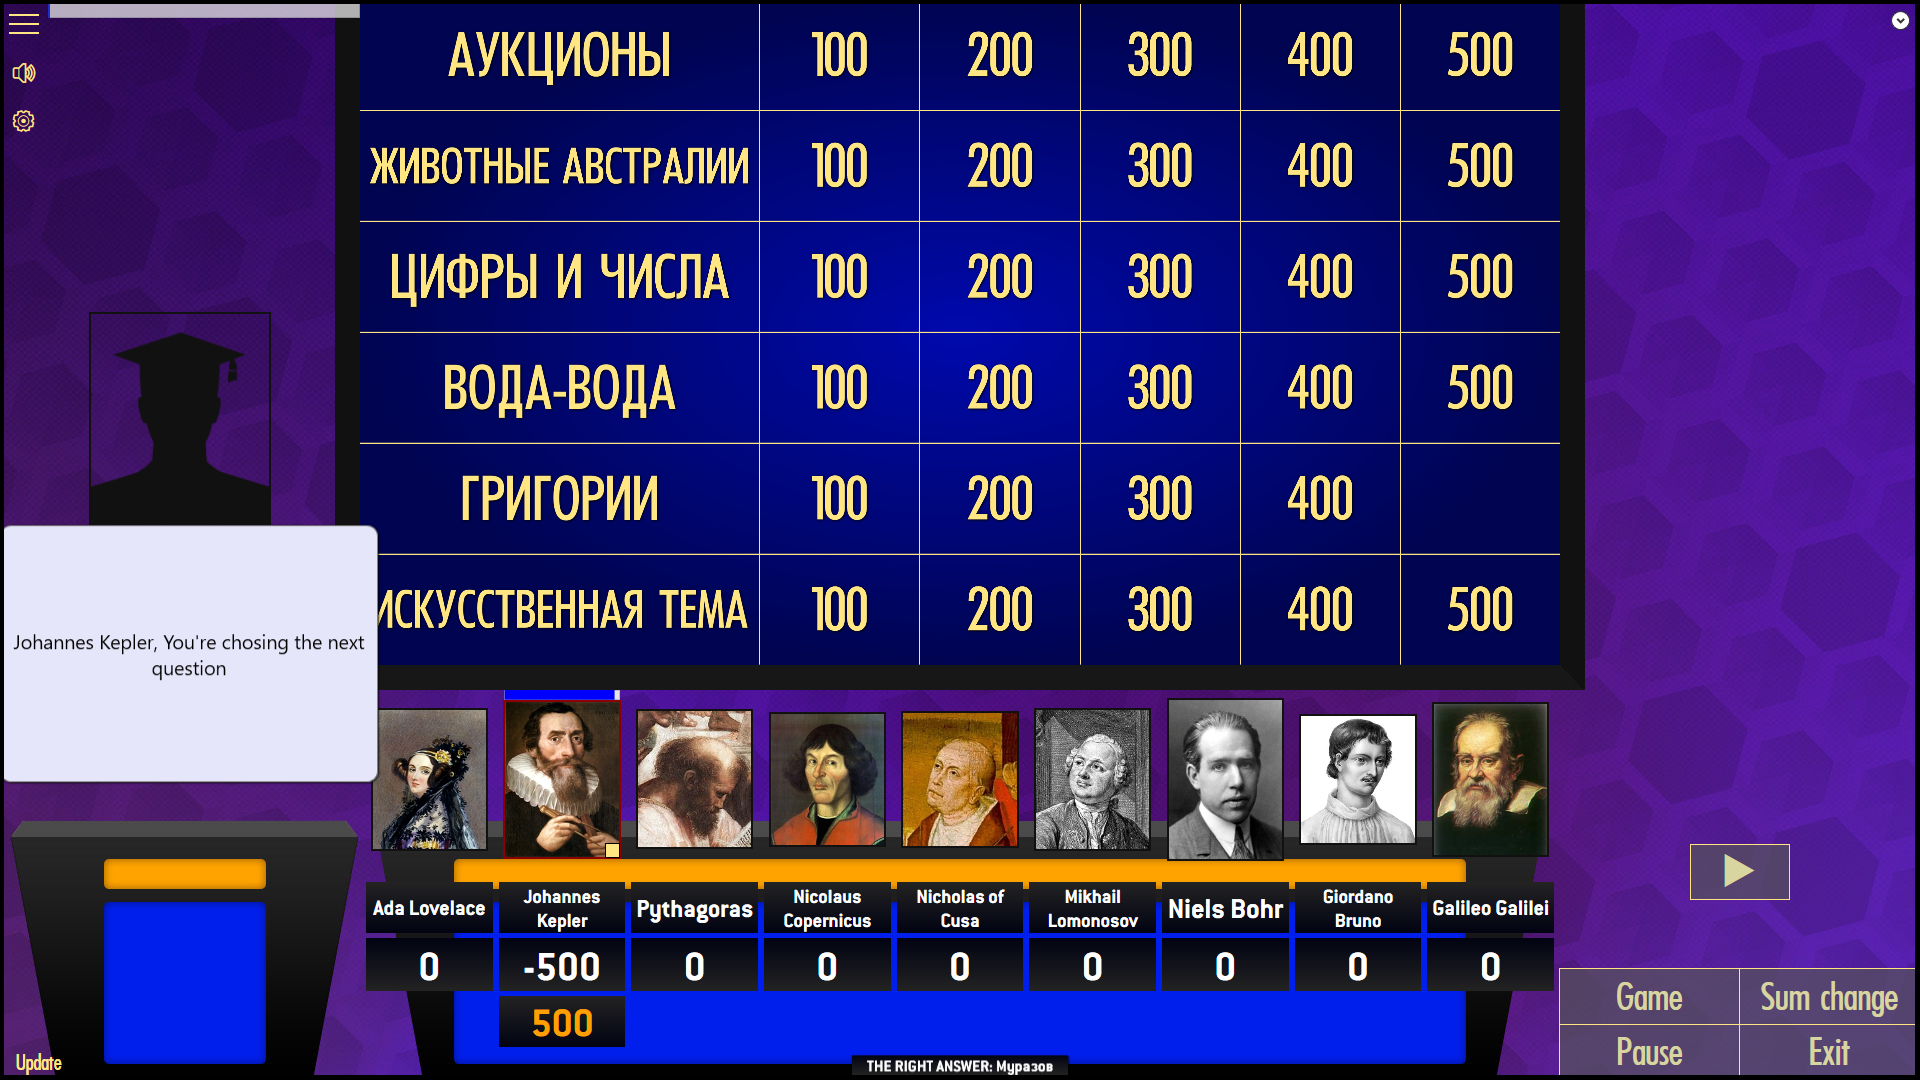 АУКЦИОНЫ 100 200 300 400 500
ЖИВОТНЫЕ АВСТРАЛИИ 100 200 300 400 500
ЦИФРЫ И ЧИСЛА 100 200 300 400 500
ВОДА-ВОДА 100 200 300 400 500
ГРИГОРИИ 100 200 300 400
ИСКУССТВЕННАЯ ТЕМА 100 200 300 400 500
Johannes Kepler, You're chosing the next
question
Ada Lovelace
Johannes
Kepler
Pythagoras
Nicolaus
Copernicus
Nicholas of
Cusa
Mikhail
Lomonosov
Niels Bohr
Giordano
Bruno
Galileo Galilei
0 -500 0 0 0 0 0 0 0
500
THE RIGHT ANSWER: Муразов
Update
Game
Sum change
Pause
Exit